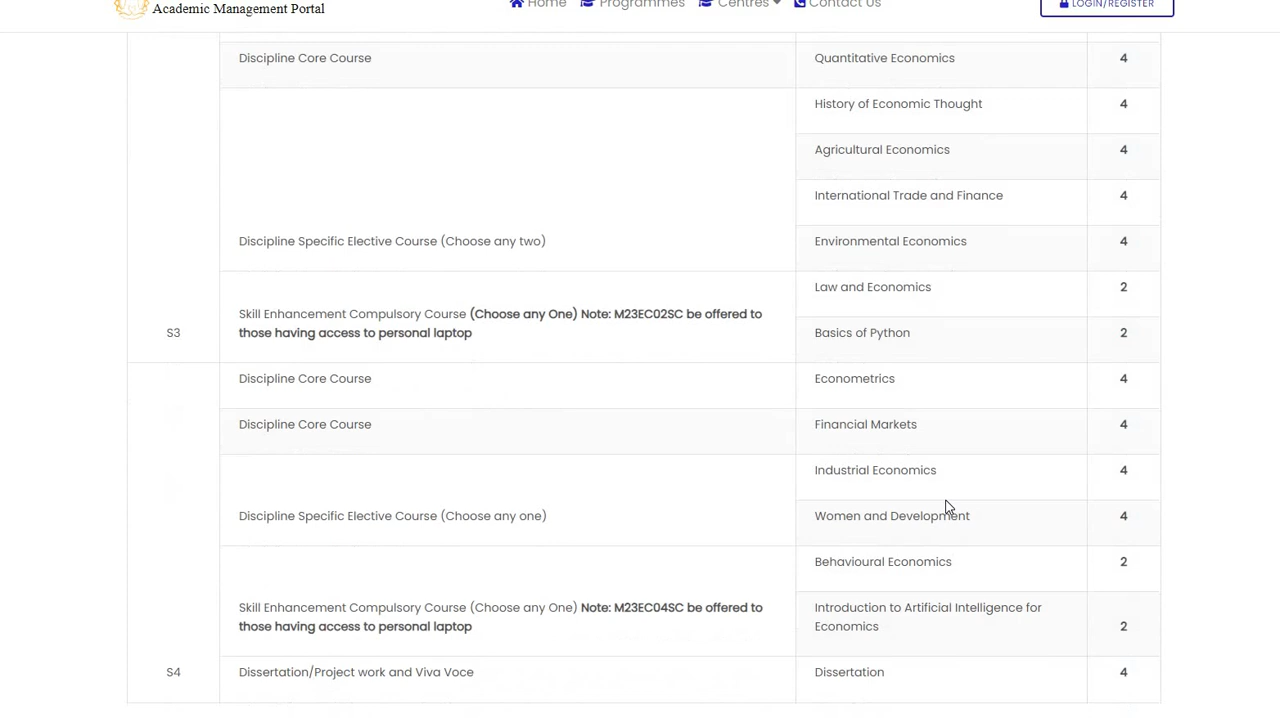 Academic Management Portal
Home
Programmes
Centres
Contact Us
LOGIN/REGISTER
Discipline Core Course
Quantitative Economics
4
History of Economic Thought
4
Agricultural Economics
4
International Trade and Finance
4
Discipline Specific Elective Course (Choose any two)
Environmental Economics
4
Law and Economics
2
Skill Enhancement Compulsory Course (Choose any One) Note: M23EC02SC be offered to
those having access to personal laptop
S3
Basics of Python
2
Discipline Core Course
Econometrics
4
Discipline Core Course
Financial Markets
4
Industrial Economics
4
Discipline Specific Elective Course (Choose any one)
Women and Development
4
Behavioural Economics
2
Skill Enhancement Compulsory Course (Choose any One) Note: M23EC04SC be offered to
those having access to personal laptop
Introduction to Artificial Intelligence for
Economics
2
S4
Dissertation/Project work and Viva Voce
Dissertation
4